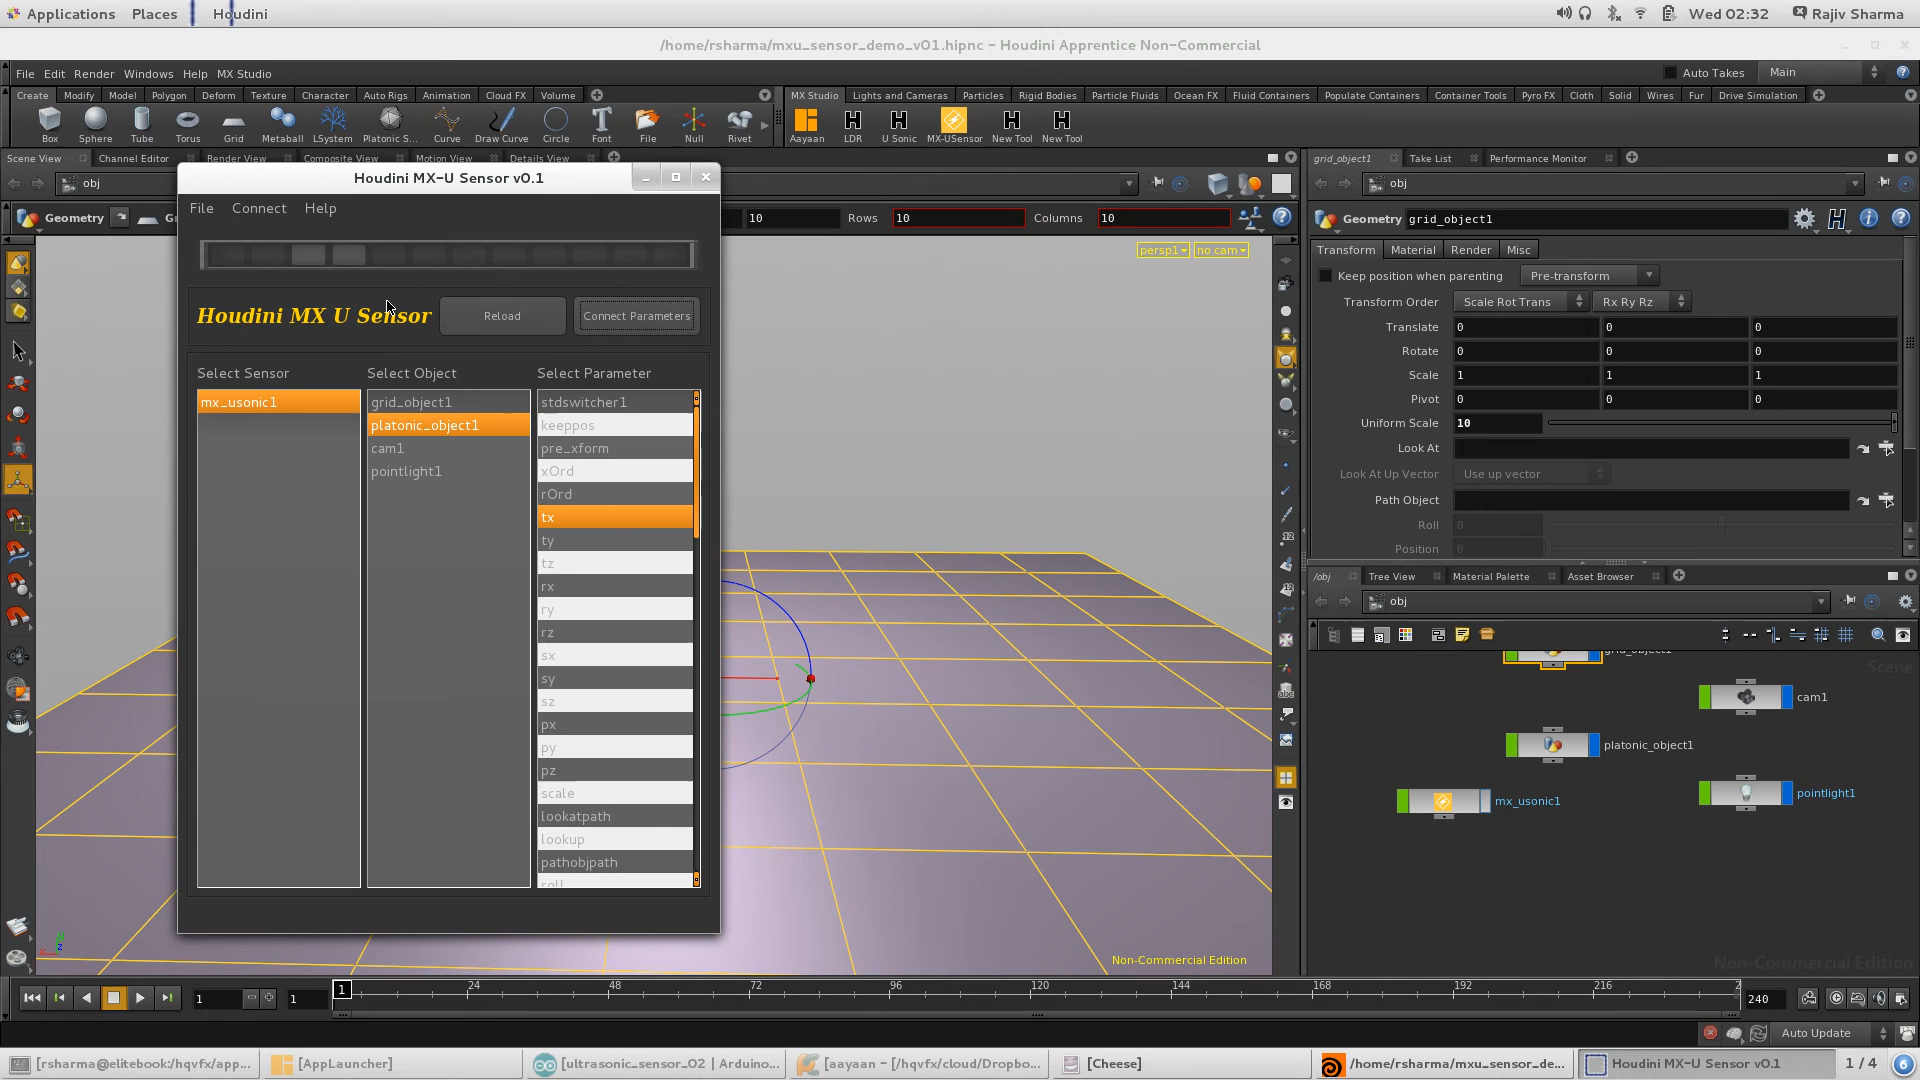 Applications Places Houdini Wed 02:32 Rajiv Sharma
/home/rsharma/mxu_sensor_demo_v01.hipnc - Houdini Apprentice Non-Commercial
File Edit Render Windows Help MX Studio Auto Takes Main
Create Modify Model Polygon Deform Texture Character Auto Rigs Animation Cloud FX Volume
MX Studio Lights and Cameras Particles Rigid Bodies Particle Fluids Ocean FX Fluid Containers Populate Containers Container Tools Pyro FX Cloth Solid Wires Fur Drive Simulation
Box Sphere Tube Torus Grid Metaball LSystem Platonic S... Curve Draw Curve Circle Font File Null Rivet
Aayaan LDR U Sonic MX-USensor New Tool New Tool
Scene View Channel Editor Render View Composite View Motion View Details View
grid_object1 Take List Performance Monitor
obj
obj
Geometry Gr
10 Rows 10 Columns 10
Geometry grid_object1
persp1 no cam
Houdini MX-U Sensor v0.1
File Connect Help
Houdini MX U Sensor Reload Connect Parameters
Select Sensor Select Object Select Parameter
mx_usonic1
grid_object1
platonic_object1
cam1
pointlight1
stdswitcher1
keeppos
pre_xform
xOrd
rOrd
tx
ty
tz
rx
ry
rz
sx
sy
sz
px
py
pz
scale
lookatpath
lookup
pathobjpath
roll
Transform Material Render Misc
Keep position when parenting Pre-transform
Transform Order Scale Rot Trans Rx Ry Rz
Translate 0 0 0
Rotate 0 0 0
Scale 1 1 1
Pivot 0 0 0
Uniform Scale 10
Look At
Look At Up Vector Use up vector
Path Object
Roll 0
Position 0
/obj Tree View Material Palette Asset Browser
obj
grid_object1
Scene
cam1
platonic_object1
mx_usonic1
pointlight1
Non-Commercial Edition
Non-Commercial Edition
1 1 1 24 48 72 96 120 144 168 192 216 2 240
Auto Update
[rsharma@elitebook:/hqvfx/app... [AppLauncher] [ultrasonic_sensor_02 | Arduino... [aayaan - [/hqvfx/cloud/Dropbo... [Cheese] /home/rsharma/mxu_sensor_de... Houdini MX-U Sensor v0.1 1 / 4 6